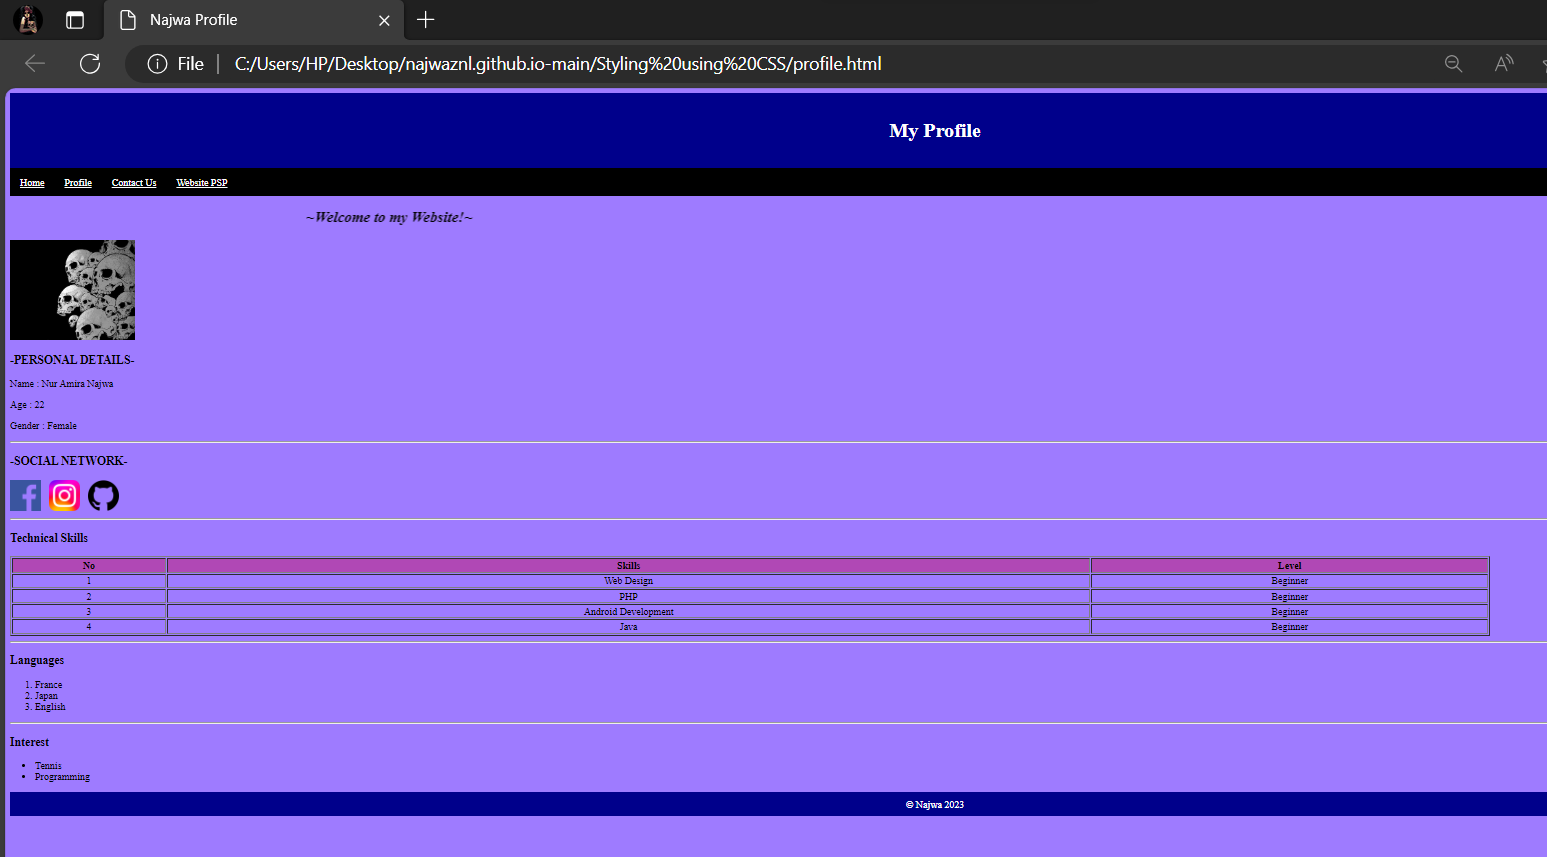 Najwa Profile
File | C:/Users/HP/Desktop/najwaznl.github.io-main/Styling%20using%20CSS/profile.html
My Profile
Home Profile Contact Us Website PSP
~Welcome to my Website!~
-PERSONAL DETAILS-
Name : Nur Amira Najwa
Age : 22
Gender : Female
-SOCIAL NETWORK-
Technical Skills
No Skills Level
1 Web Design Beginner
2 PHP Beginner
3 Android Development Beginner
4 Java Beginner
Languages
1. France
2. Japan
3. English
Interest
• Tennis
• Programming
© Najwa 2023